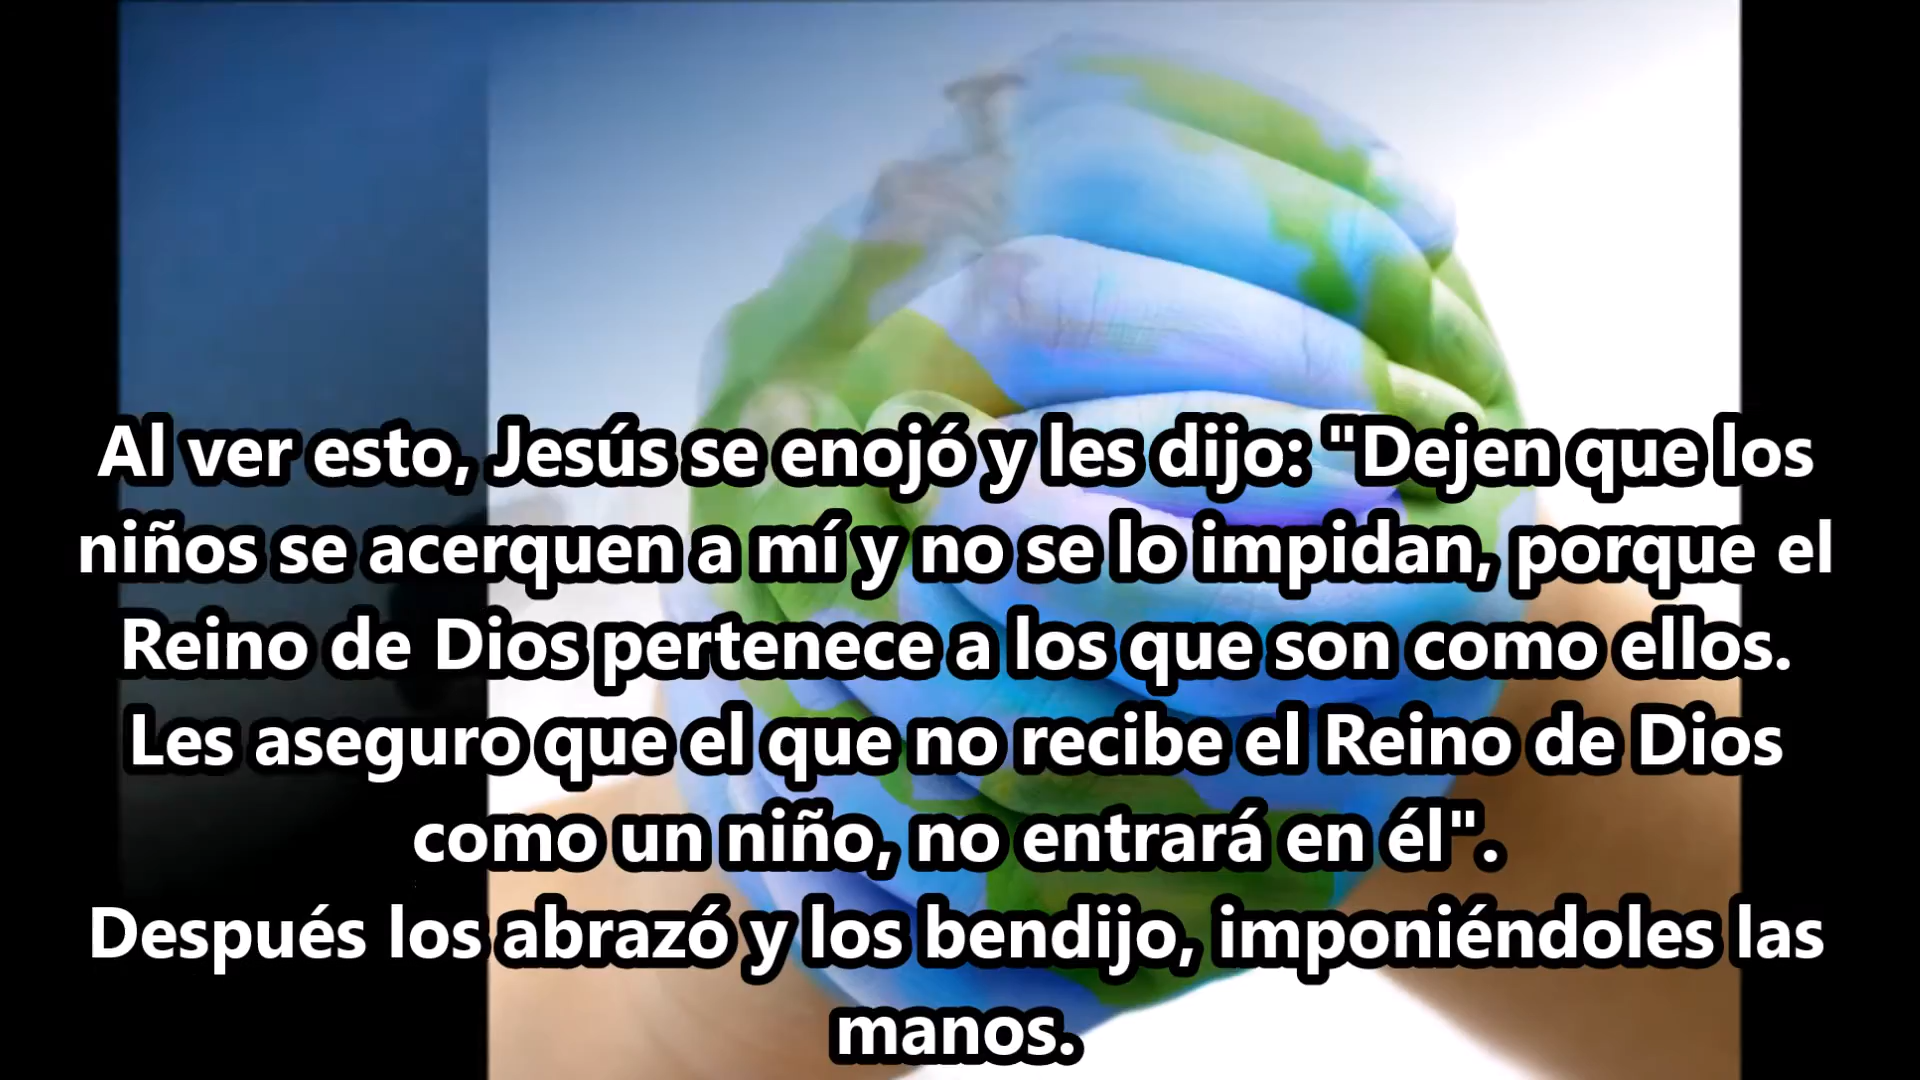 Al ver esto, Jesús se enojó y les dijo: "Dejen que los
niños se acerquen a mí y no se lo impidan, porque el
Reino de Dios pertenece a los que son como ellos.
Les aseguro que el que no recibe el Reino de Dios
como un niño, no entrará en él".
Después los abrazó y los bendijo, imponiéndoles las
manos.